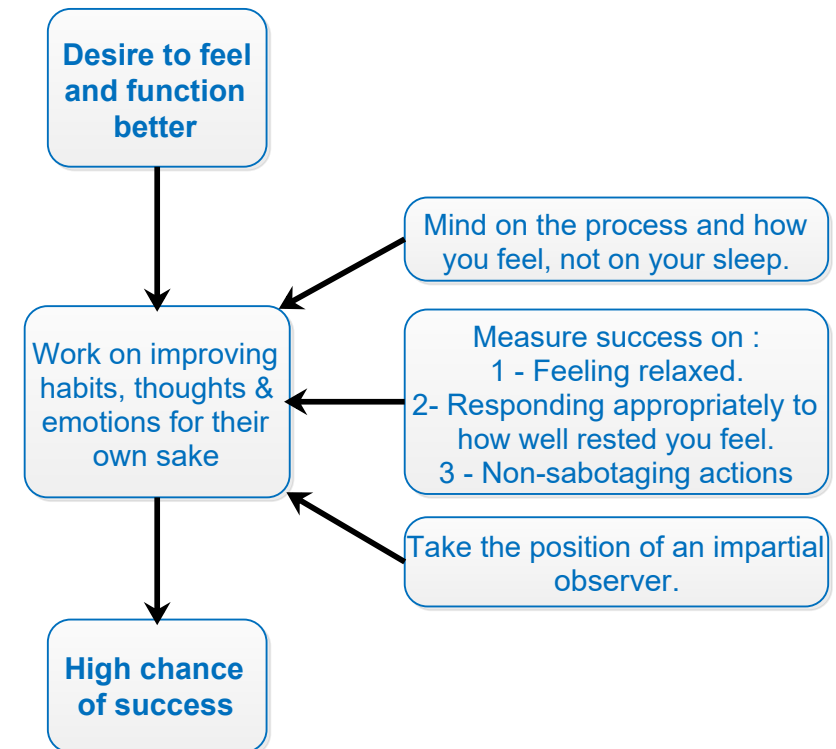 Desire to feel
and function
better
Mind on the process and how
you feel, not on your sleep.
Work on improving
habits, thoughts &
emotions for their
own sake
Measure success on :
1 - Feeling relaxed.
2- Responding appropriately to
how well rested you feel.
3 - Non-sabotaging actions
Take the position of an impartial
observer.
High chance
of success